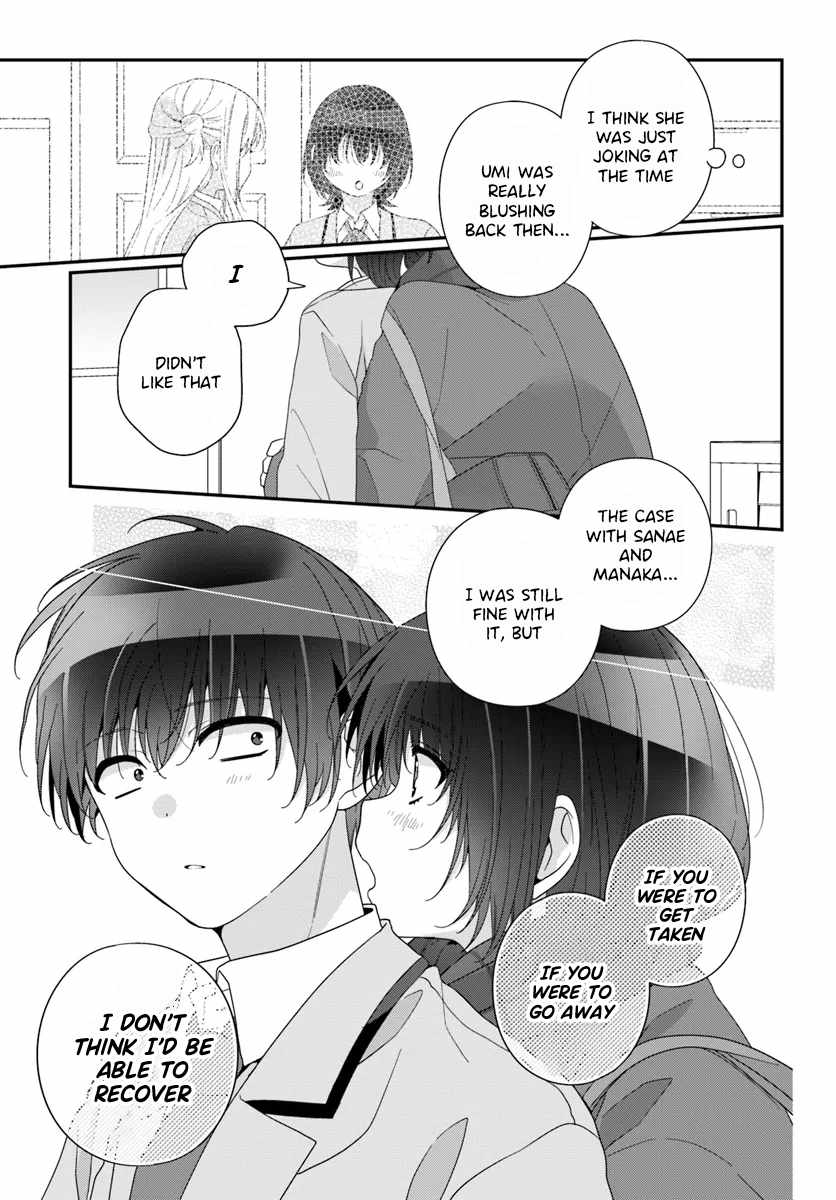 I THINK SHE
WAS JUST
JOKING AT
THE TIME
UMI WAS
REALLY
BLUSHING
BACK THEN...
I
DIDN'T
LIKE THAT
THE CASE
WITH SANAE
AND
MANAKA...
I WAS STILL
FINE WITH
IT, BUT
IF YOU
WERE TO
GET
TAKEN
IF YOU
WERE TO
GO AWAY
I DON'T
THINK I'D BE
ABLE TO
RECOVER